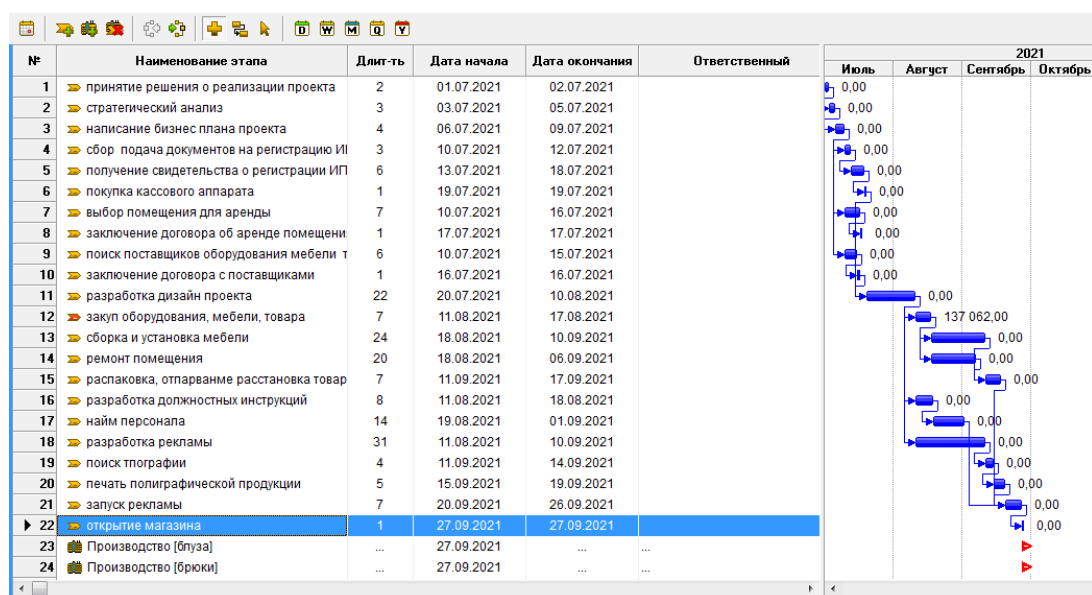 D W M Q Y
№ Наименование этапа Длит-ть Дата начала Дата окончания Ответственный
2021
Июль Август Сентябрь Октябрь
1 принятие решения о реализации проекта 2 01.07.2021 02.07.2021 0,00
2 стратегический анализ 3 03.07.2021 05.07.2021 0,00
3 написание бизнес плана проекта 4 06.07.2021 09.07.2021 0,00
4 сбор подача документов на регистрацию ИІ 3 10.07.2021 12.07.2021 0,00
5 получение свидетельства о регистрации ИП 6 13.07.2021 18.07.2021 0,00
6 покупка кассового аппарата 1 19.07.2021 19.07.2021 0,00
7 выбор помещения для аренды 7 10.07.2021 16.07.2021 0,00
8 заключение договора об аренде помещени: 1 17.07.2021 17.07.2021 0,00
9 поиск поставщиков оборудования мебели т 6 10.07.2021 15.07.2021 0,00
10 заключение договора с поставщиками 1 16.07.2021 16.07.2021 0,00
11 разработка дизайн проекта 22 20.07.2021 10.08.2021 0,00
12 закуп оборудования, мебели, товара 7 11.08.2021 17.08.2021 137 062,00
13 сборка и установка мебели 24 18.08.2021 10.09.2021 0,00
14 ремонт помещения 20 18.08.2021 06.09.2021 0,00
15 распаковка, отпарванме расстановка товар 7 11.09.2021 17.09.2021 0,00
16 разработка должностных инструкций 8 11.08.2021 18.08.2021 0,00
17 найм персонала 14 19.08.2021 01.09.2021 0,00
18 разработка рекламы 31 11.08.2021 10.09.2021 0,00
19 поиск тпографии 4 11.09.2021 14.09.2021 0,00
20 печать полиграфической продукции 5 15.09.2021 19.09.2021 0,00
21 запуск рекламы 7 20.09.2021 26.09.2021 0,00
22 открытие магазина 1 27.09.2021 27.09.2021 0,00
23 Производство [блуза] ... 27.09.2021 ... ...
24 Производство [брюки] ... 27.09.2021 ... ...